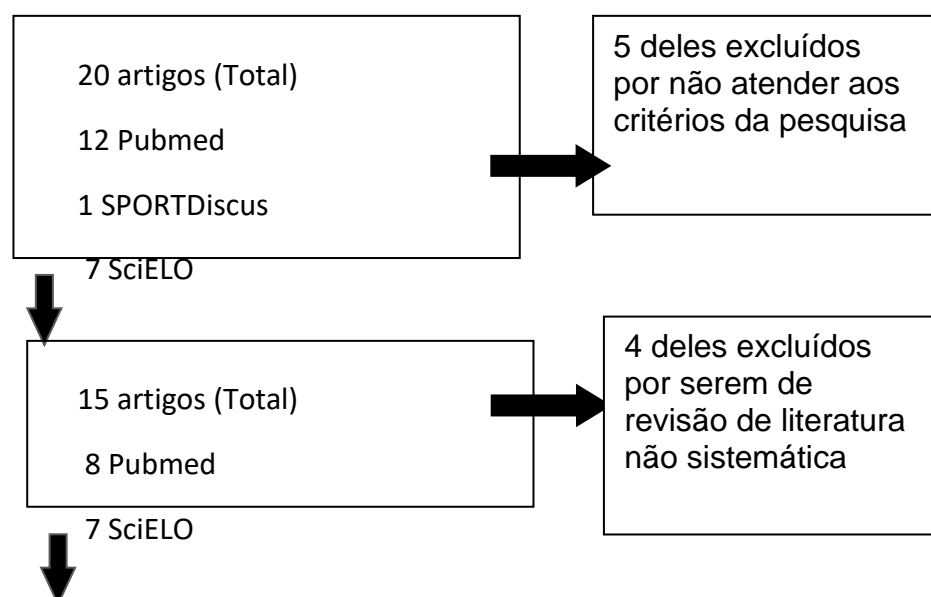 20 artigos (Total)
12 Pubmed
1 SPORTDiscus
7 SciELO
5 deles excluídos
por não atender aos
critérios da pesquisa
15 artigos (Total)
8 Pubmed
7 SciELO
4 deles excluídos
por serem de
revisão de literatura
não sistemática